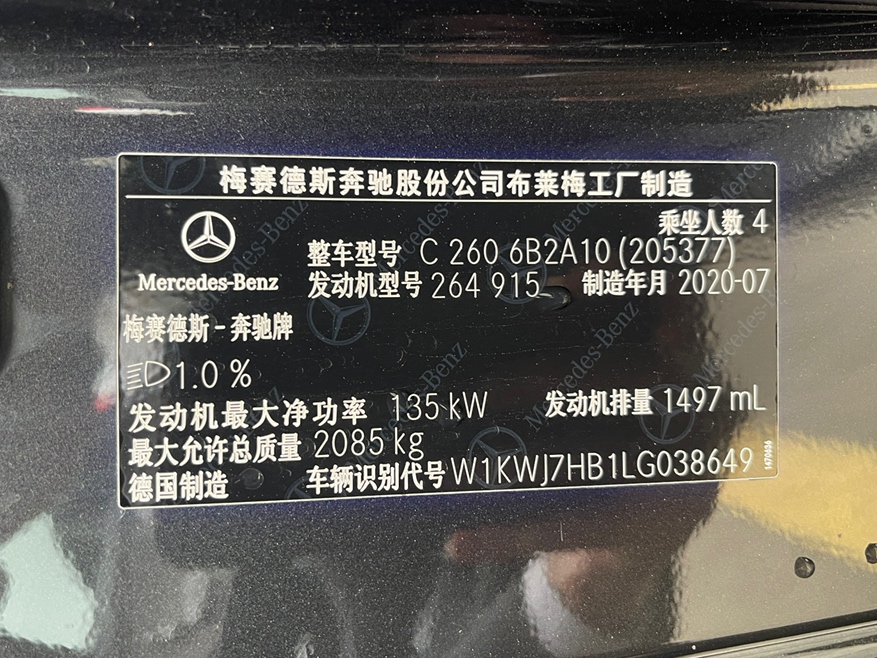 梅赛德斯奔驰股份公司布莱梅工厂制造
乘坐人数 4
整车型号 C 260 6B2A10 (205377)
Mercedes-Benz
发动机型号 264 915 制造年月 2020-07
梅赛德斯-奔驰牌
1.0 %
发动机最大净功率 135 kW 发动机排量 1497 mL
最大允许总质量 2085 kg
德国制造 车辆识别代号 W1KWJ7HB1LG038649